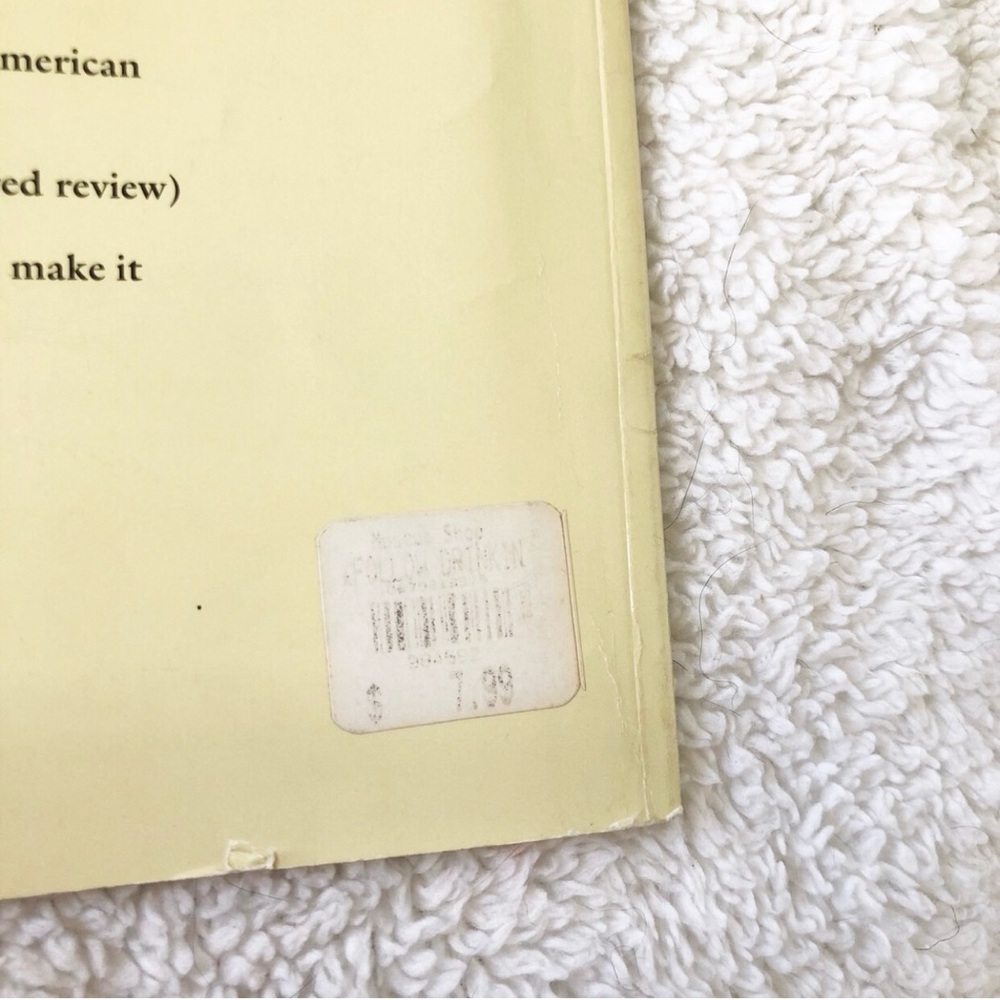 merican
ed review)
make it
Museum Shop
FOLLOW DRINKIN
$ 7.99